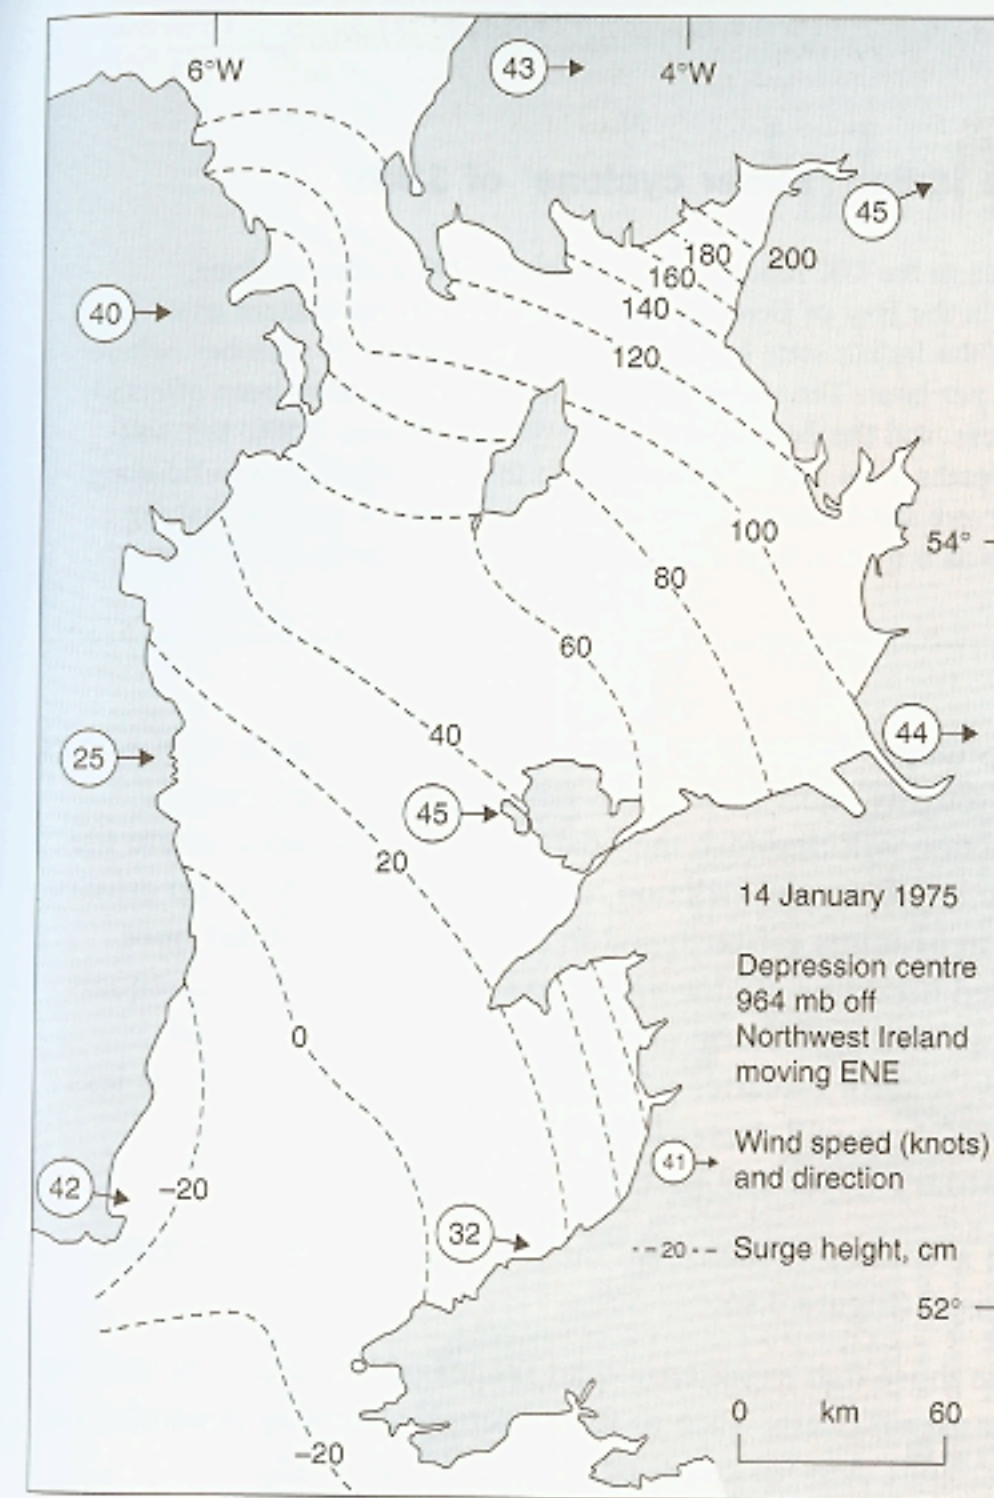 6°W
43
4°W
45
180
200
160
40
140
120
100
54°
80
60
40
44
25
45
20
14 January 1975
Depression centre
964 mb off
Northwest Ireland
moving ENE
0
Wind speed (knots)
41
and direction
42
–20
32
--20-- Surge height, cm
52°
0 km 60
–20